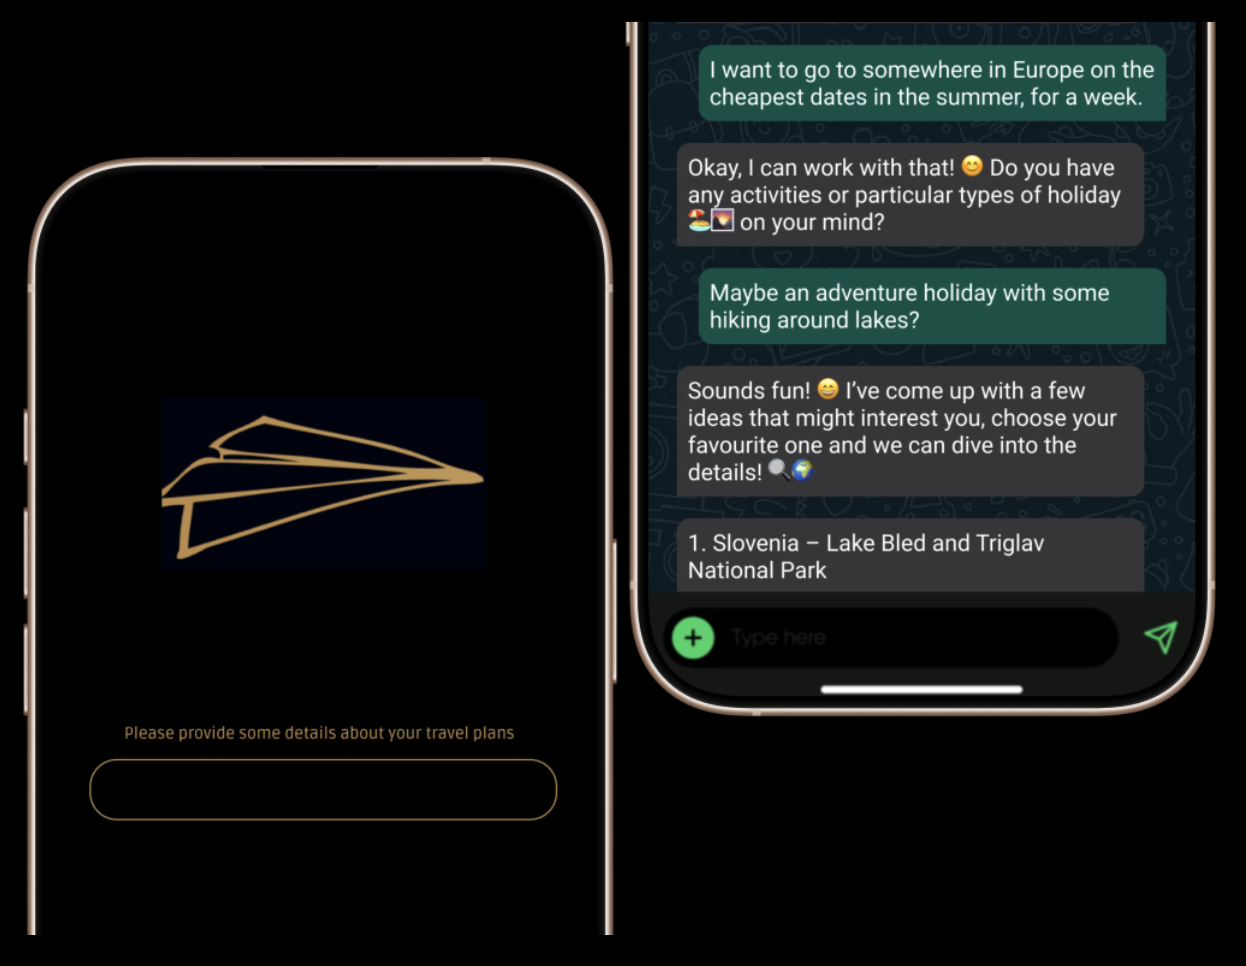 I want to go to somewhere in Europe on the
cheapest dates in the summer, for a week.
Okay, I can work with that! 😊 Do you have
any activities or particular types of holiday
🏖️🌄 on your mind?
Maybe an adventure holiday with some
hiking around lakes?
Sounds fun! 😄 I’ve come up with a few
ideas that might interest you, choose your
favourite one and we can dive into the
details! 🔍🌍
1. Slovenia – Lake Bled and Triglav
National Park
Type here
Please provide some details about your travel plans